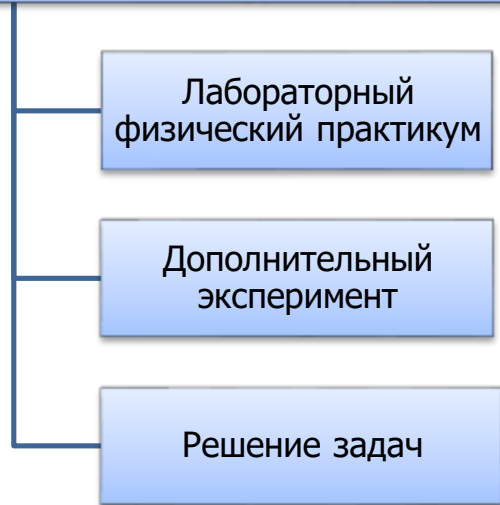 Лабораторный
физический практикум
Дополнительный
эксперимент
Решение задач